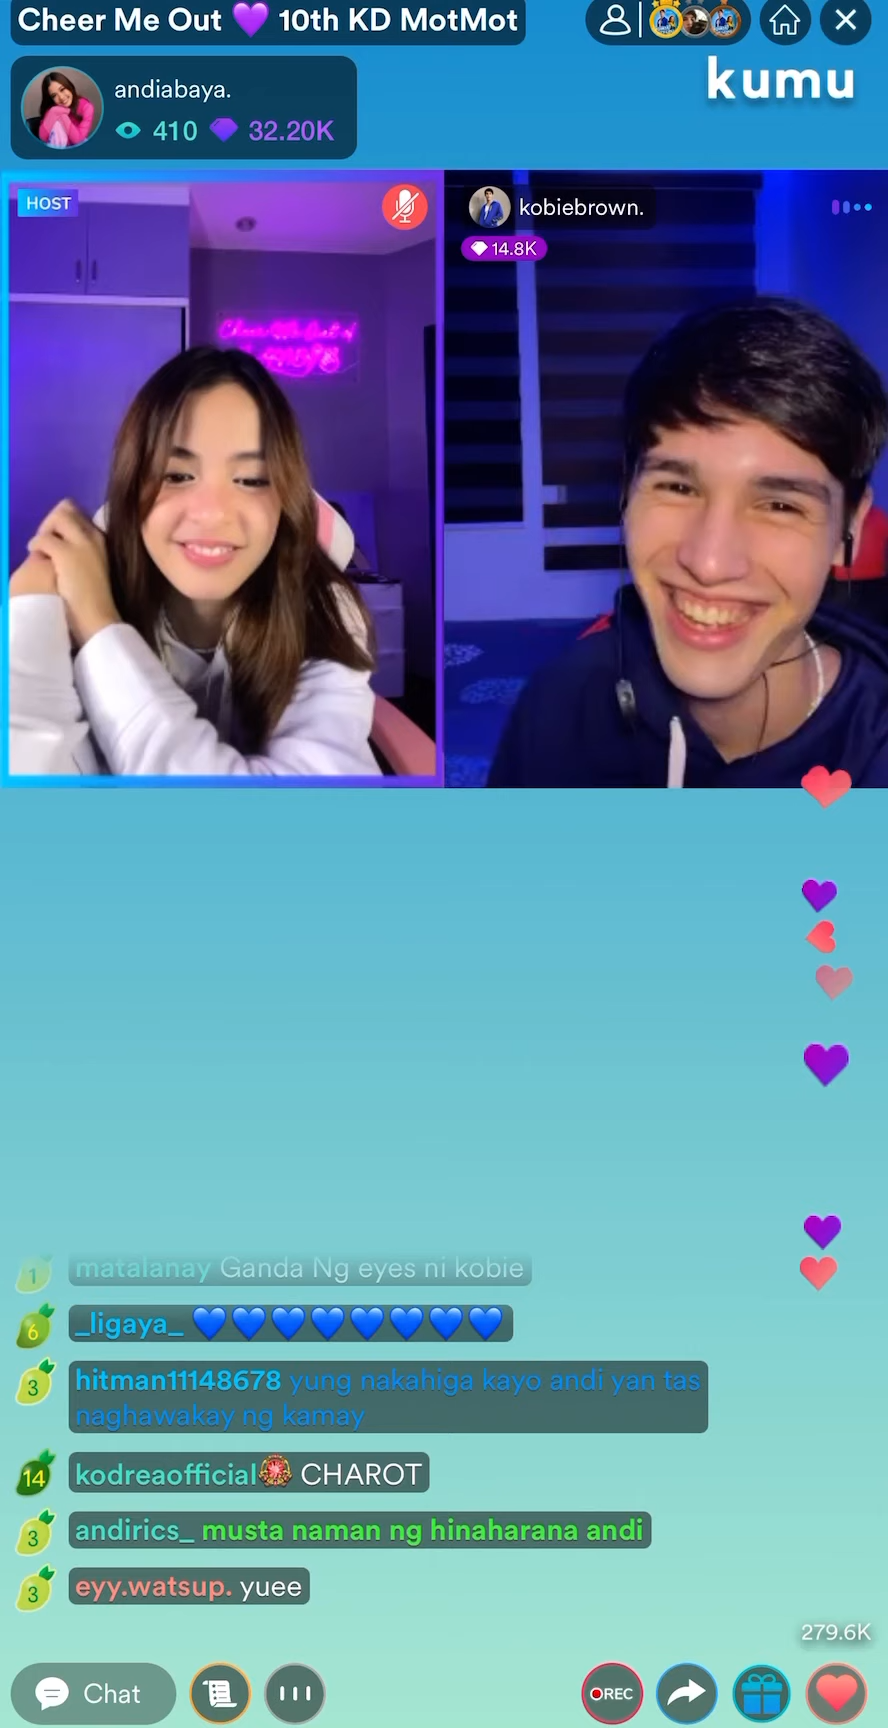 Cheer Me Out 💜 10th KD MotMot
andiabaya.
410 32.20K
kumu
HOST
kobiebrown.
14.8K
1 matalanay Ganda Ng eyes ni kobie
6 _ligaya_ 💙💙💙💙💙💙💙💙
3 hitman11148678 yung nakahiga kayo andi yan tas
naghawakay ng kamay
14 kodreaofficial CHAROT
3 andirics_ musta naman ng hinaharana andi
3 eyy.watsup. yuee
279.6K
Chat
REC